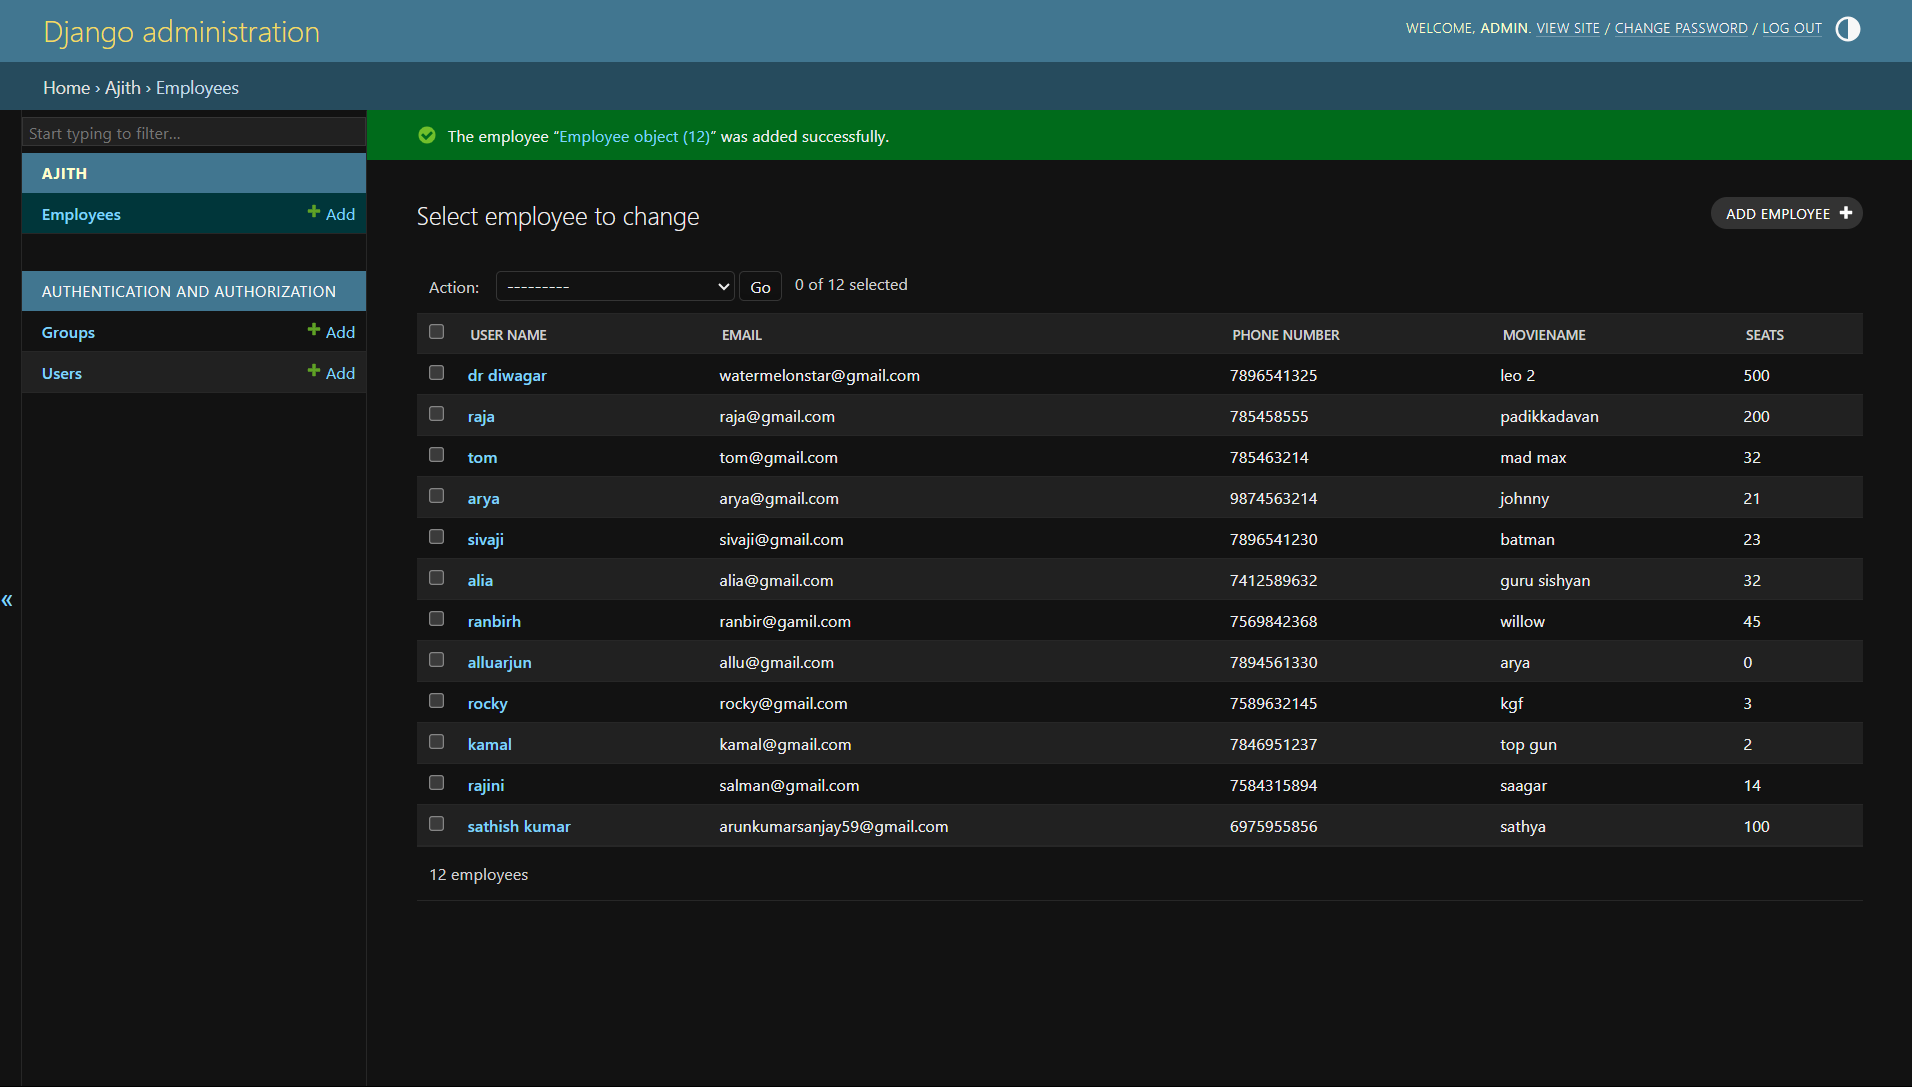 Django administration
WELCOME, ADMIN. VIEW SITE / CHANGE PASSWORD / LOG OUT
Home › Ajith › Employees
Start typing to filter...
AJITH
Employees + Add
AUTHENTICATION AND AUTHORIZATION
Groups + Add
Users + Add
«
The employee “Employee object (12)” was added successfully.
Select employee to change
ADD EMPLOYEE +
Action: --------- Go 0 of 12 selected
USER NAME EMAIL PHONE NUMBER MOVIENAME SEATS
dr diwagar watermelonstar@gmail.com 7896541325 leo 2 500
raja raja@gmail.com 785458555 padikkadavan 200
tom tom@gmail.com 785463214 mad max 32
arya arya@gmail.com 9874563214 johnny 21
sivaji sivaji@gmail.com 7896541230 batman 23
alia alia@gmail.com 7412589632 guru sishyan 32
ranbirh ranbir@gamil.com 7569842368 willow 45
alluarjun allu@gmail.com 7894561330 arya 0
rocky rocky@gmail.com 7589632145 kgf 3
kamal kamal@gmail.com 7846951237 top gun 2
rajini salman@gmail.com 7584315894 saagar 14
sathish kumar arunkumarsanjay59@gmail.com 6975955856 sathya 100
12 employees